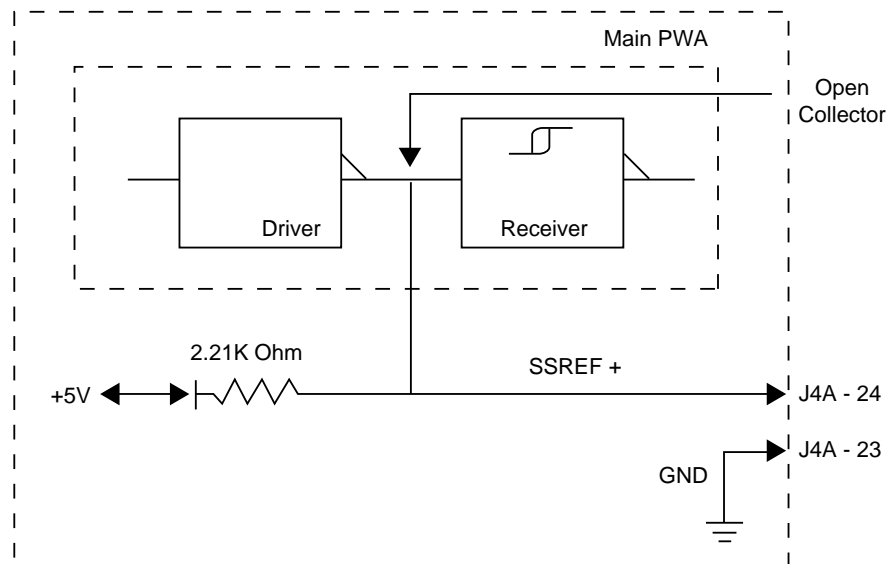 Main PWA
Open
Collector
Driver
Receiver
2.21K Ohm
SSREF +
+5V
J4A - 24
J4A - 23
GND